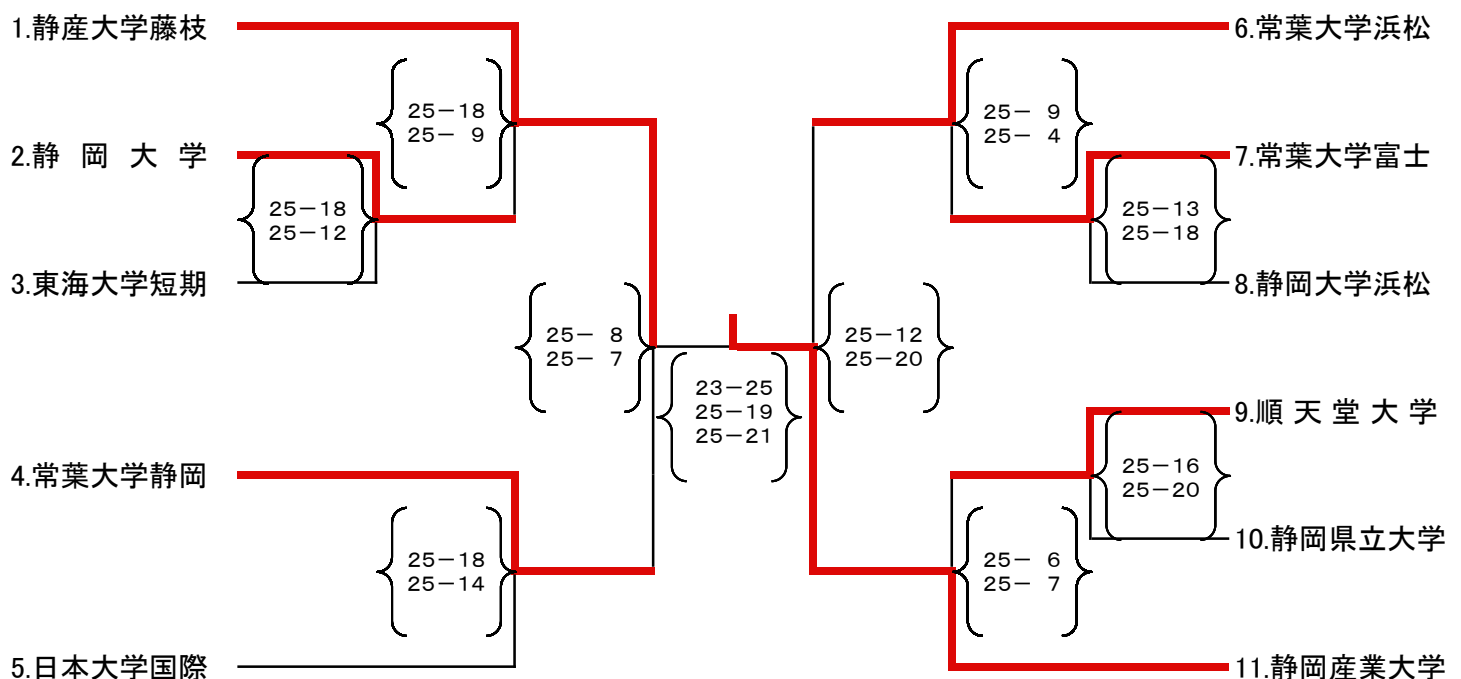 1.静産大学藤枝
6.常葉大学浜松
25－18
25－ 9
25－ 9
25－ 4
2.静 岡 大 学
7.常葉大学富士
25－18
25－12
25－13
25－18
3.東海大学短期
8.静岡大学浜松
25－ 8
25－ 7
25－12
25－20
23－25
25－19
25－21
9.順 天 堂 大 学
4.常葉大学静岡
25－16
25－20
10.静岡県立大学
25－18
25－14
25－ 6
25－ 7
5.日本大学国際
11.静岡産業大学